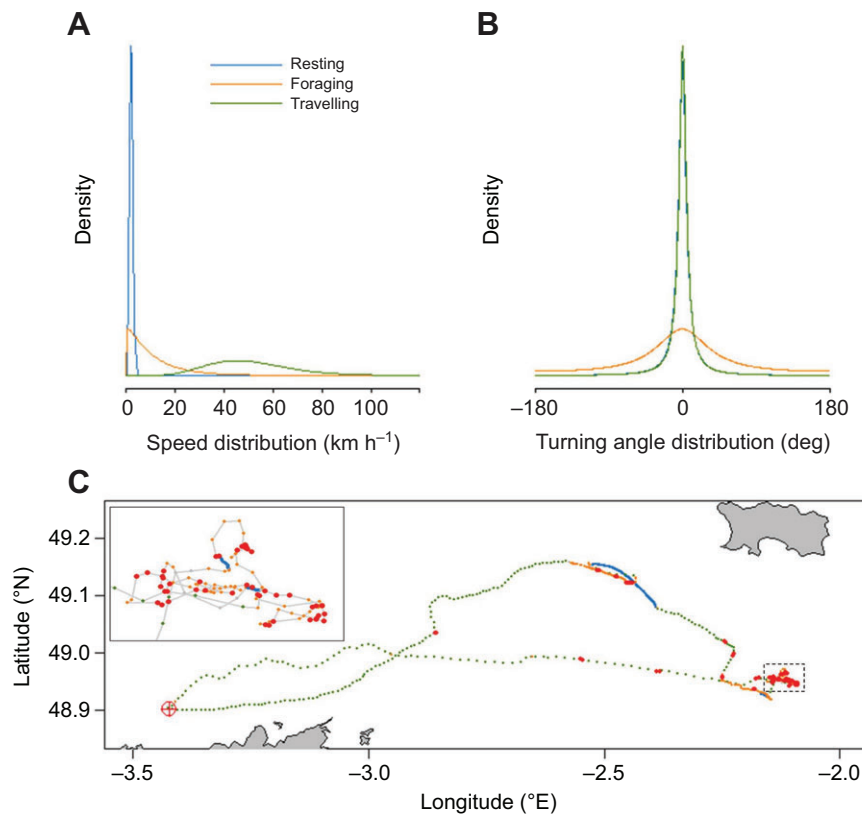 A
Resting
Foraging
Travelling
Density
0 20 40 60 80 100
Speed distribution (km h⁻¹)
B
Density
–180 0 180
Turning angle distribution (deg)
C
49.2
49.1
49.0
48.9
Latitude (°N)
–3.5 –3.0 –2.5 –2.0
Longitude (°E)